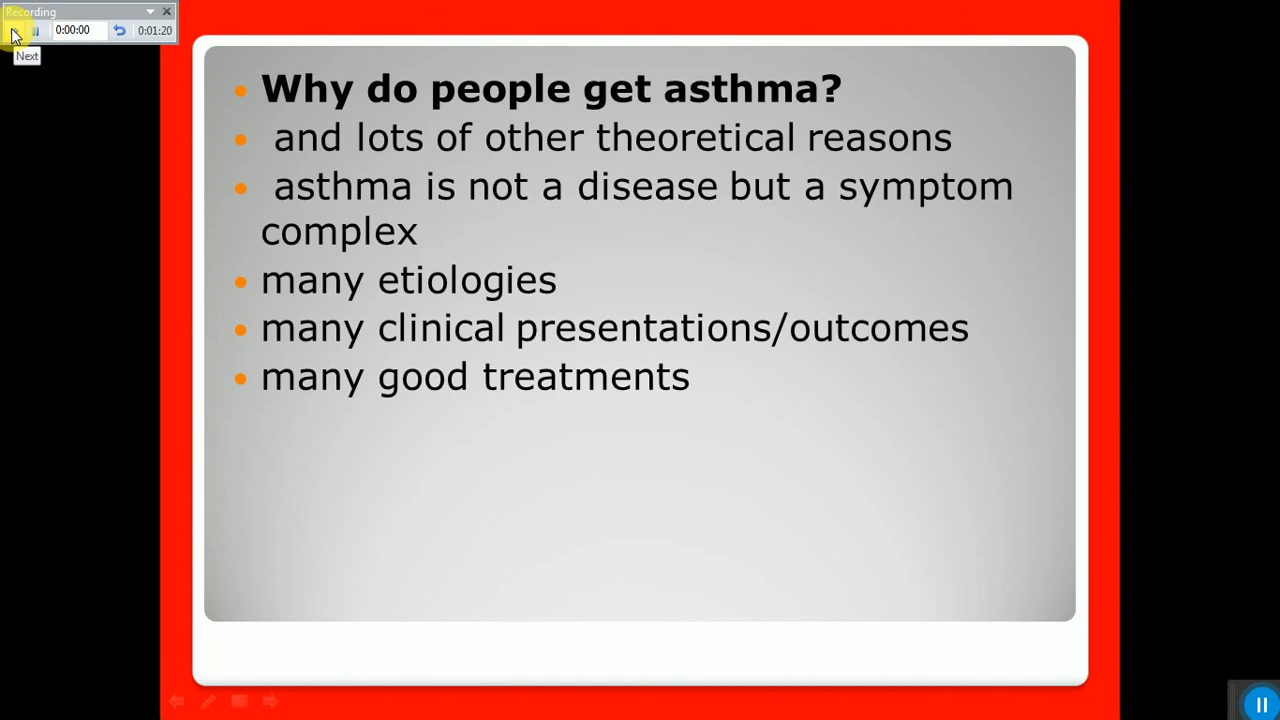 Recording
0:00:00
0:01:20
Next
Why do people get asthma?
and lots of other theoretical reasons
asthma is not a disease but a symptom
complex
many etiologies
many clinical presentations/outcomes
many good treatments